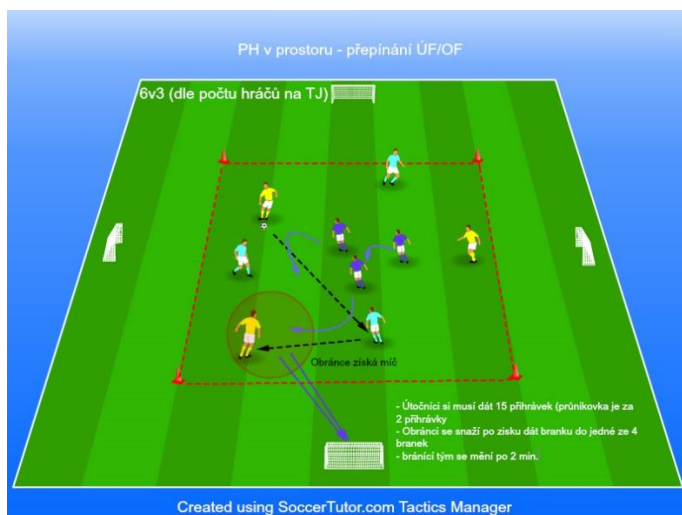 PH v prostoru - přepínání ÚF/OF
6v3 (dle počtu hráčů na TJ)
Obránce získá míč
- Útočníci si musí dát 15 přihrávek (průnikovka je za
2 přihrávky
- Obránci se snaží po zisku dát branku do jedné ze 4
branek
- bránící tým se mění po 2 min.
Created using SoccerTutor.com Tactics Manager